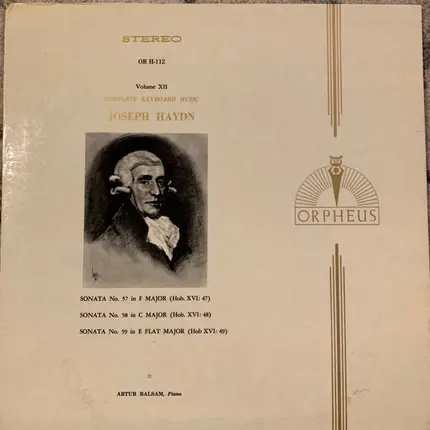 STEREO
OR H-112
Volume XII
COMPLETE KEYBOARD MUSIC
JOSEPH HAYDN
ORPHEUS
SONATA No. 57 in F MAJOR (Hob. XVI: 47)
SONATA No. 58 in C MAJOR (Hob. XVI: 48)
SONATA No. 59 in E FLAT MAJOR (Hob XVI: 49)
ARTUR BALSAM, Piano